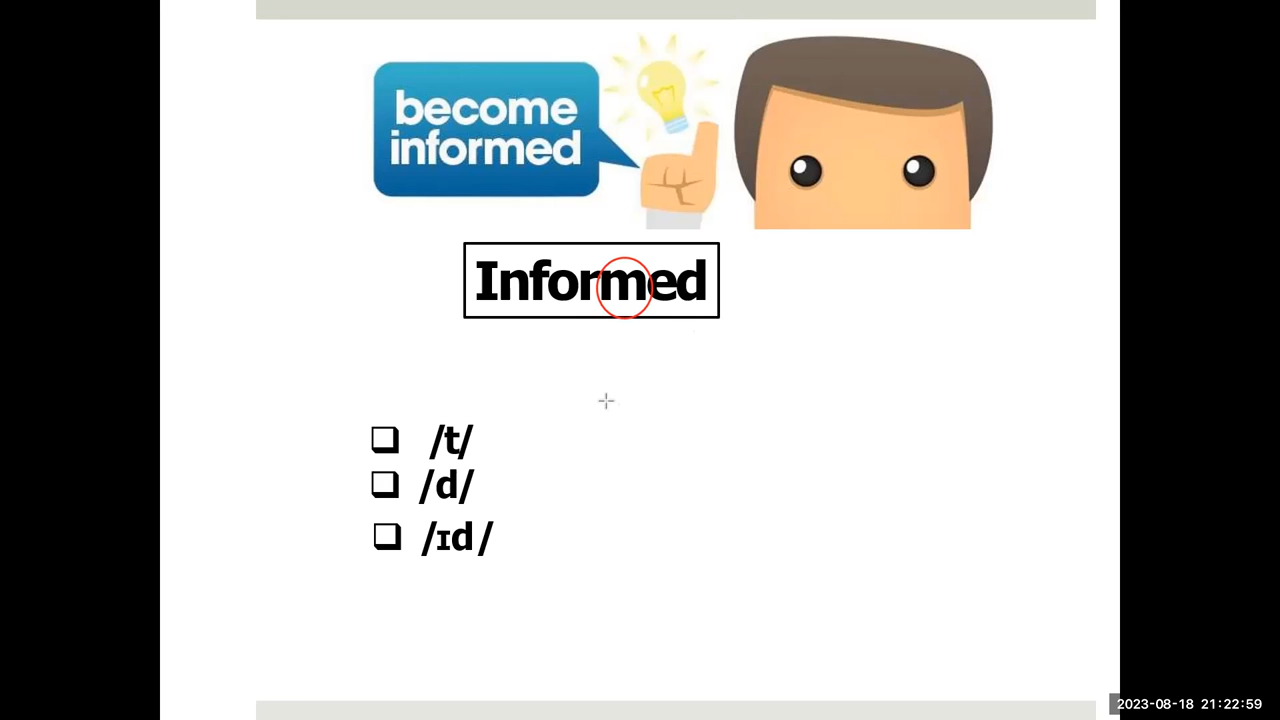 become
informed
Informed
❑ /t/
❑ /d/
❑ /ɪd/
2023-08-18 21:22:59